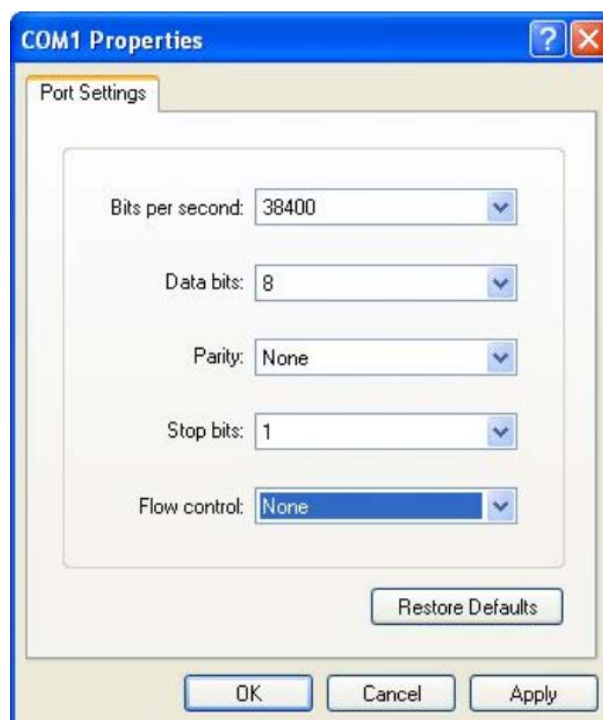 COM1 Properties
?
Port Settings
Bits per second: 38400
Data bits: 8
Parity: None
Stop bits: 1
Flow control: None
Restore Defaults
OK Cancel Apply